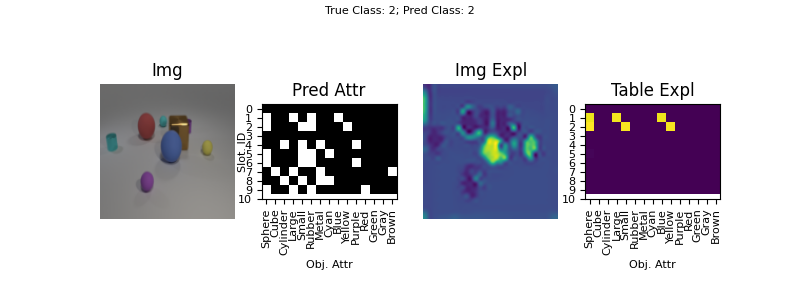 True Class: 2; Pred Class: 2
Img
Pred Attr
Img Expl
Table Expl
Slot. ID
0
1
2
3
4
5
6
7
8
9
10
Sphere
Cube
Cylinder
Large
Small
Rubber
Metal
Cyan
Blue
Yellow
Purple
Red
Green
Gray
Brown
Obj. Attr
0
1
2
3
4
5
6
7
8
9
10
Sphere
Cube
Cylinder
Large
Small
Rubber
Metal
Cyan
Blue
Yellow
Purple
Red
Green
Gray
Brown
Obj. Attr